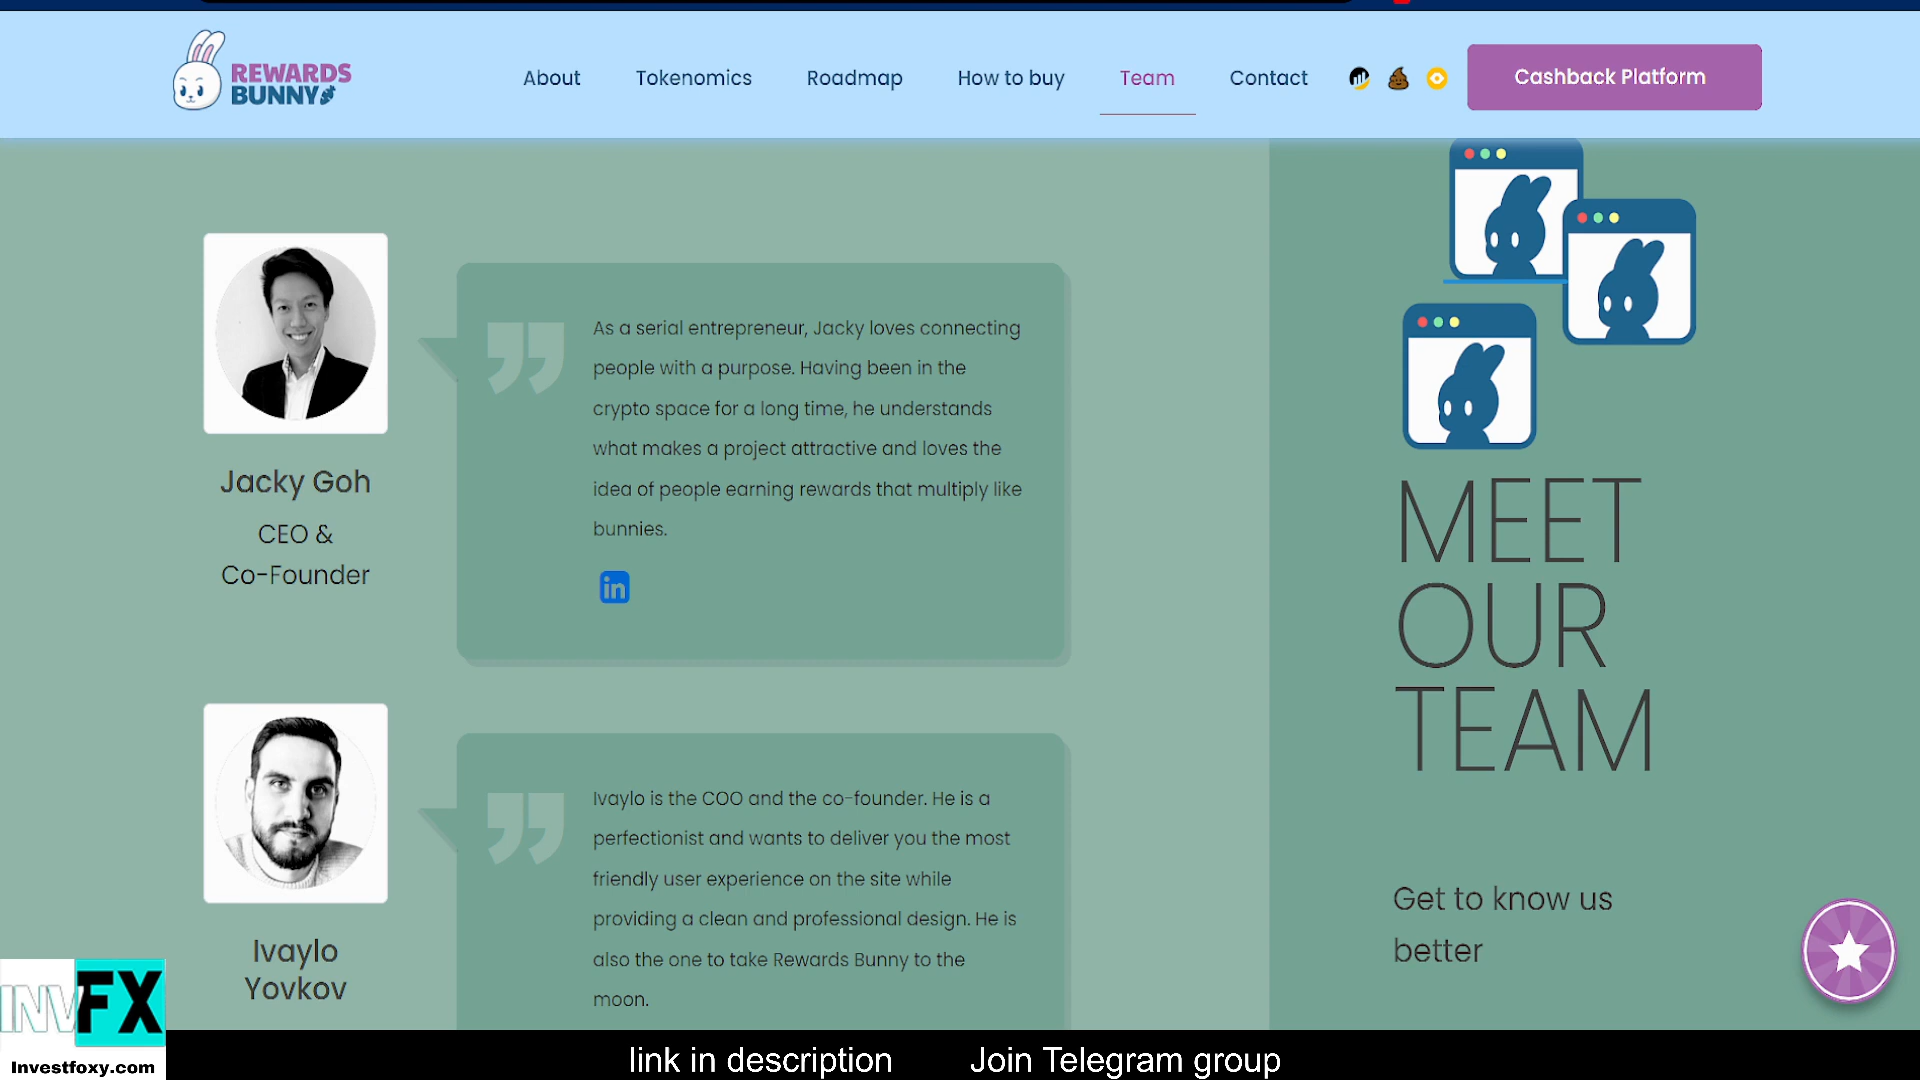 REWARDS
BUNNY
About
Tokenomics
Roadmap
How to buy
Team
Contact
Cashback Platform
As a serial entrepreneur, Jacky loves connecting
people with a purpose. Having been in the
crypto space for a long time, he understands
what makes a project attractive and loves the
idea of people earning rewards that multiply like
bunnies.
in
Jacky Goh
CEO &
Co-Founder
Ivaylo is the COO and the co-founder. He is a
perfectionist and wants to deliver you the most
friendly user experience on the site while
providing a clean and professional design. He is
also the one to take Rewards Bunny to the
moon.
Ivaylo
Yovkov
MEET
OUR
TEAM
Get to know us
better
INVFX
Investfoxy.com
link in description
Join Telegram group